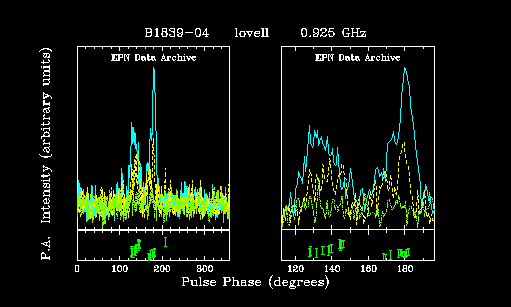 B1839-04 lovell 0.925 GHz
EPN Data Archive EPN Data Archive
P.A. Intensity (arbitrary units)
0 100 200 300 120 140 160 180
Pulse Phase (degrees)